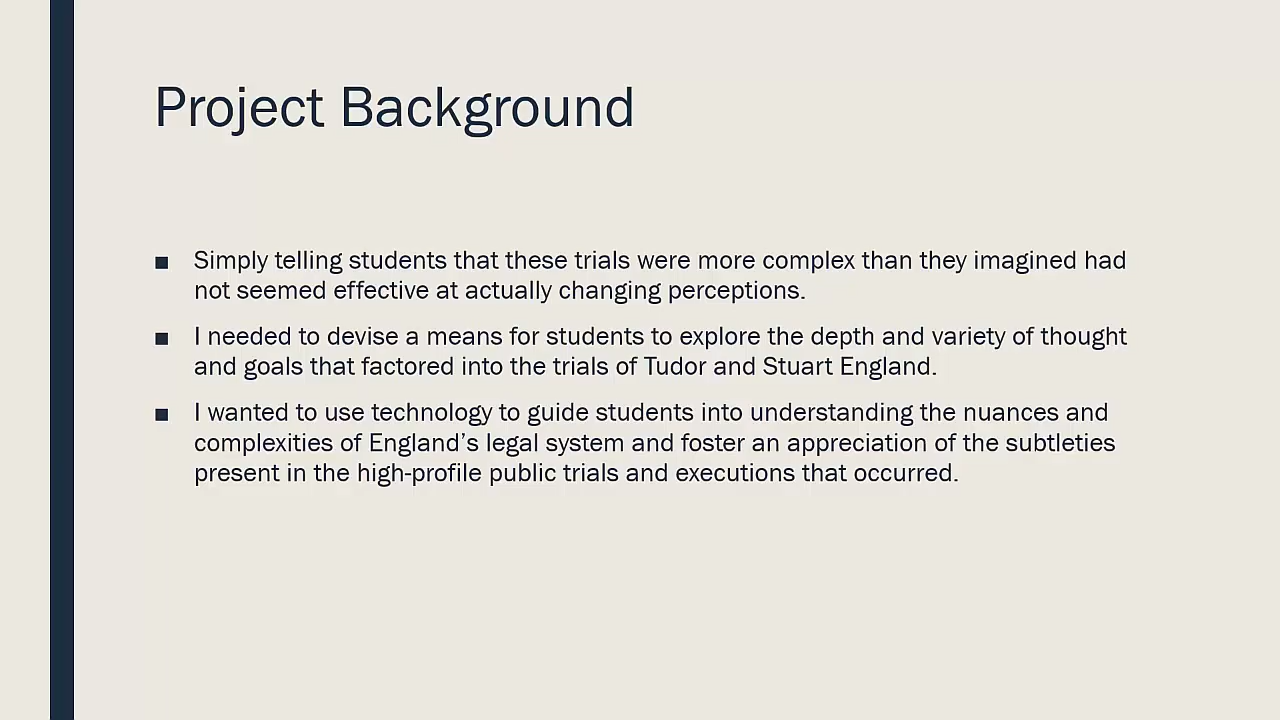 Project Background
■ Simply telling students that these trials were more complex than they imagined had
not seemed effective at actually changing perceptions.
■ I needed to devise a means for students to explore the depth and variety of thought
and goals that factored into the trials of Tudor and Stuart England.
■ I wanted to use technology to guide students into understanding the nuances and
complexities of England’s legal system and foster an appreciation of the subtleties
present in the high-profile public trials and executions that occurred.